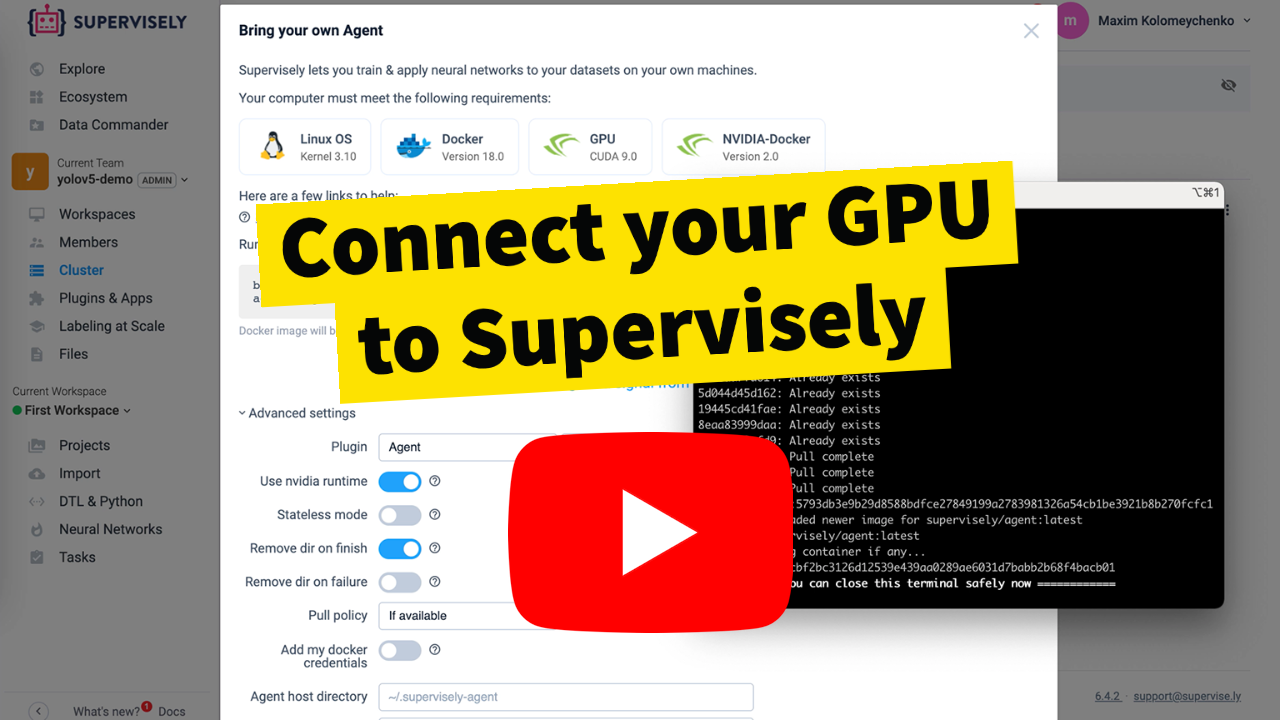 SUPERVISELY
Explore
Ecosystem
Data Commander
Current Team
y
yolov5-demo ADMIN
Workspaces
Members
Cluster
Plugins & Apps
Labeling at Scale
Files
Current Workspace
First Workspace
Projects
Import
DTL & Python
Neural Networks
Tasks
What's new? 1 Docs
Bring your own Agent
m Maxim Kolomeychenko
Supervisely lets you train & apply neural networks to your datasets on your own machines.
Your computer must meet the following requirements:
Linux OS
Kernel 3.10
Docker
Version 18.0
GPU
CUDA 9.0
NVIDIA-Docker
Version 2.0
Here are a few links to help:
Connect your GPU
to Supervisely
Docker image will
from
Advanced settings
Plugin Agent
Use nvidia runtime
Stateless mode
Remove dir on finish
Remove dir on failure
Pull policy If available
Add my docker
credentials
Agent host directory ~/.supervisely-agent
⌥⌘1
Already exists
5d044d45d162: Already exists
19445cd41fae: Already exists
8eaa83999daa: Already exists
d9: Already exists
Pull complete
Pull complete
Pull complete
5793db3e9b29d8588bdfce27849199a2783981326a54cb1be3921b8b270fcfc1
ded newer image for supervisely/agent:latest
visely/agent:latest
g container if any...
cbf2bc3126d12539e439aa0289ae6031d7babb2b68f4bacb01
ou can close this terminal safely now ============
6.4.2 · support@supervise.ly